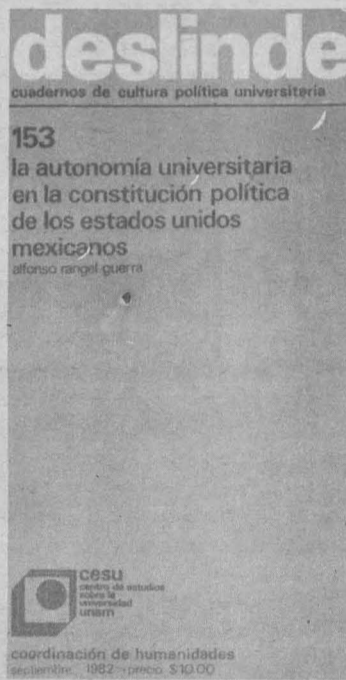 deslinde
cuadernos de cultura política universitaria
153
la autonomía universitaria
en la constitución política
de los estados unidos
mexicanos
alfonso rangel guerra
cesu
centro de estudios
sobre la
universidad
unam
coordinación de humanidades
septiembre, 1982 - precio $10.00